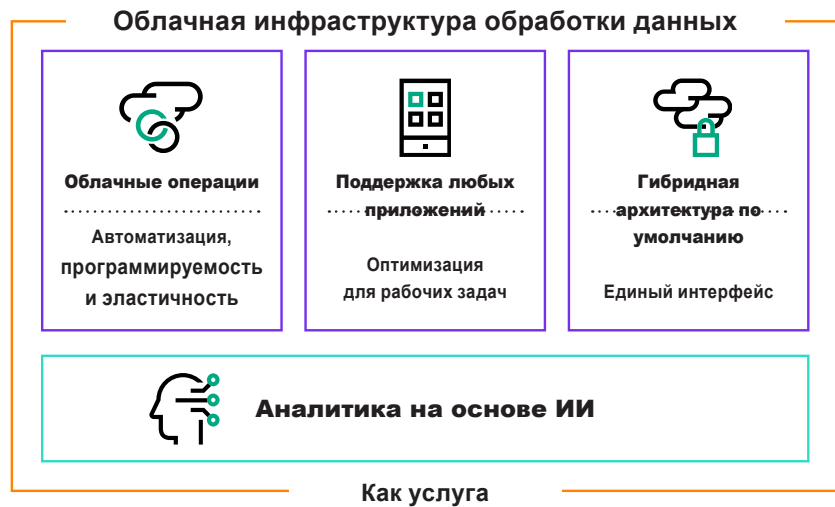 Облачная инфраструктура обработки данных
Облачные операции
Автоматизация,
программируемость
и эластичность
Поддержка любых
приложений
Оптимизация
для рабочих задач
Гибридная
архитектура по
умолчанию
Единый интерфейс
Аналитика на основе ИИ
Как услуга